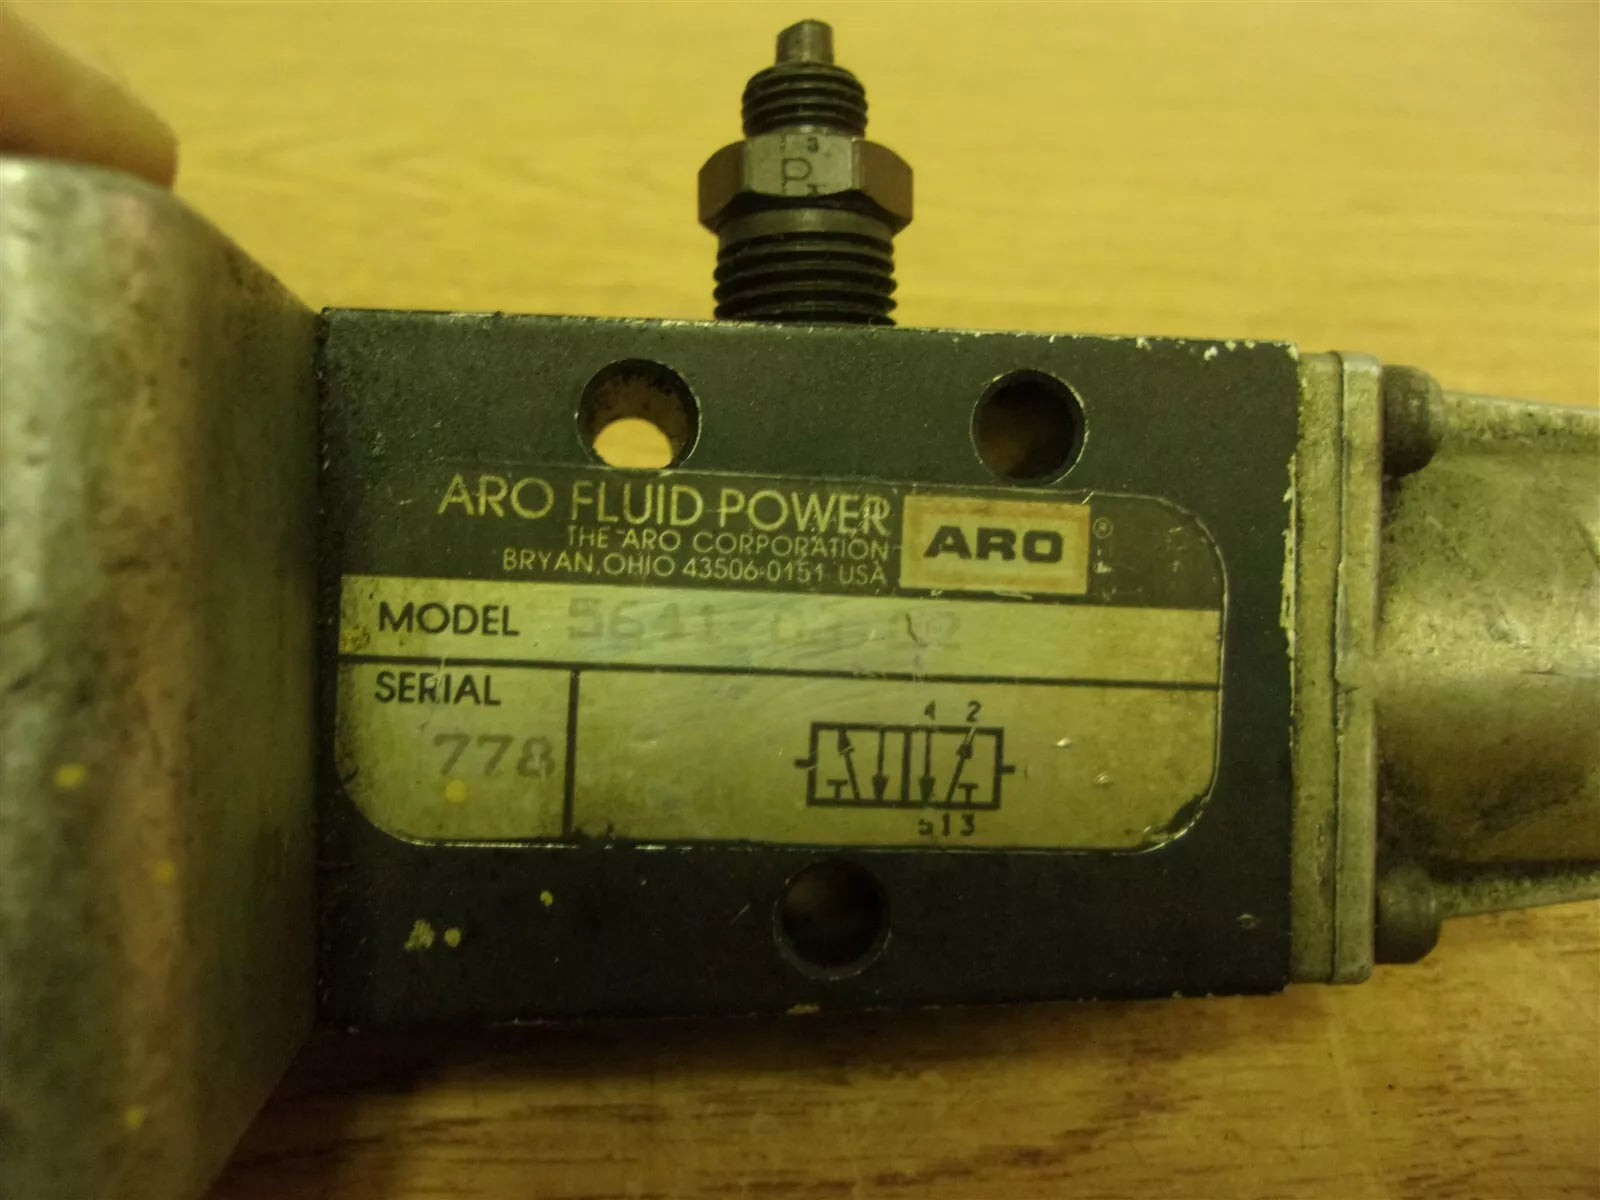 P
ARO FLUID POWER
THE ARO CORPORATION
BRYAN, OHIO 43506-0151 USA
ARO ®
MODEL
SERIAL
778
4 2
5 1 3